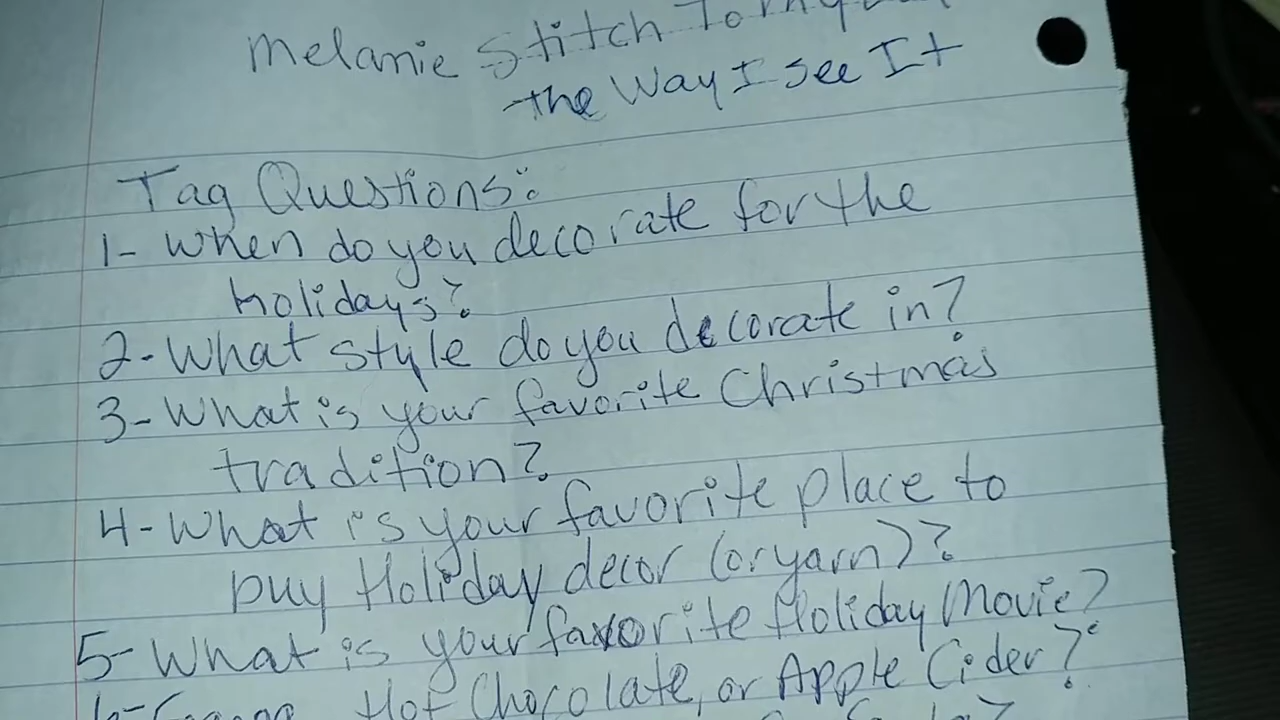 Melanie Stitch To my
the Way I see It
Tag Questions:
1- When do you decorate for the
holidays?
2- What style do you decorate in?
3- What is your favorite Christmas
tradition?
4- What is your favorite place to
buy Holiday decor (or yarn)?
5- What is your favorite Holiday Movie?
Hot Chocolate, or Apple Cider?